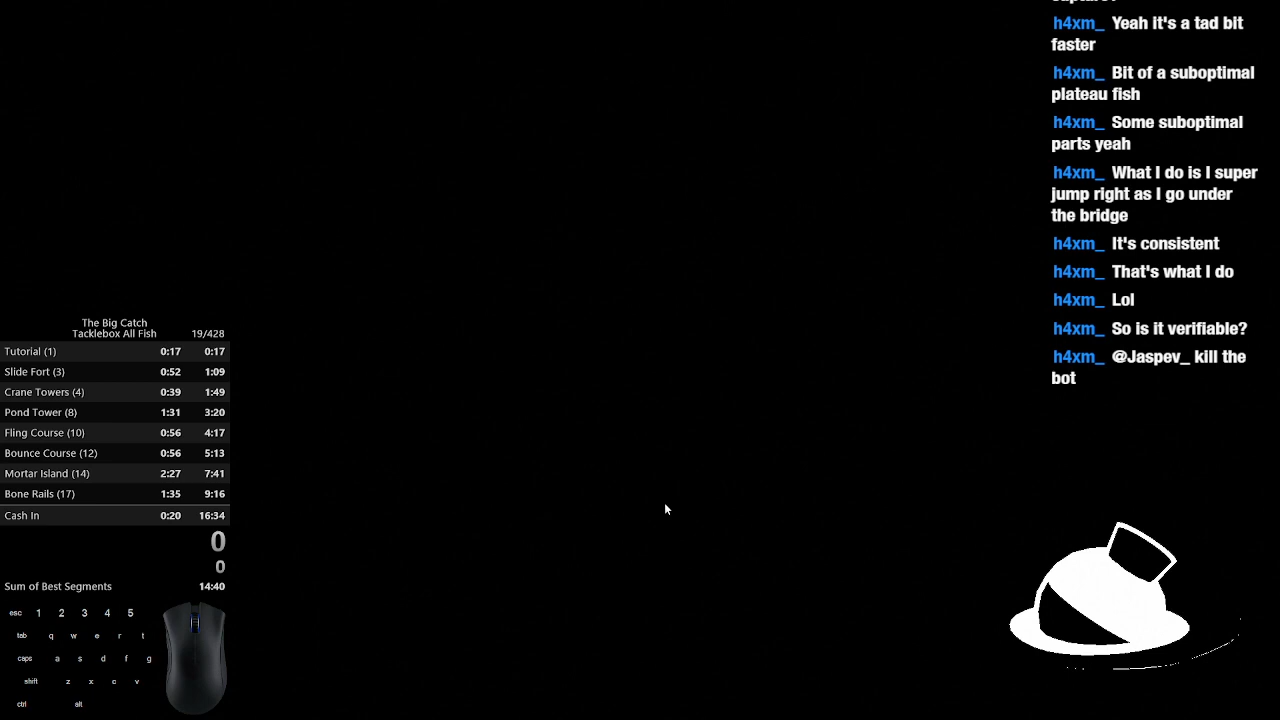 h4xm_ Yeah it's a tad bit
faster
h4xm_ Bit of a suboptimal
plateau fish
h4xm_ Some suboptimal
parts yeah
h4xm_ What I do is I super
jump right as I go under
the bridge
h4xm_ It's consistent
h4xm_ That's what I do
h4xm_ Lol
h4xm_ So is it verifiable?
h4xm_ @Jaspev_ kill the
bot
The Big Catch
Tacklebox All Fish 19/428
Tutorial (1) 0:17 0:17
Slide Fort (3) 0:52 1:09
Crane Towers (4) 0:39 1:49
Pond Tower (8) 1:31 3:20
Fling Course (10) 0:56 4:17
Bounce Course (12) 0:56 5:13
Mortar Island (14) 2:27 7:41
Bone Rails (17) 1:35 9:16
Cash In 0:20 16:34
0
0
Sum of Best Segments 14:40
esc 1 2 3 4 5
tab q w e r t
caps a s d f g
shift z x c v
ctrl alt